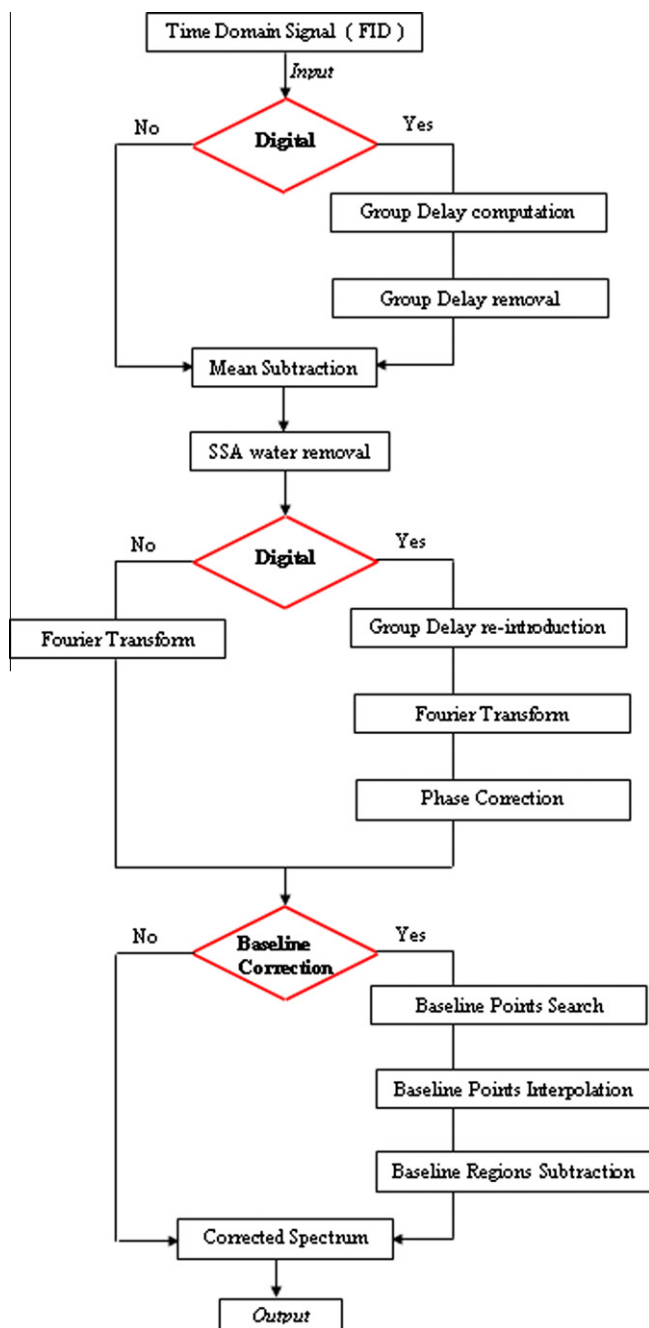 Time Domain Signal ( FID )
Input
No
Digital
Yes
Group Delay computation
Group Delay removal
Mean Subtraction
SSA water removal
No
Digital
Yes
Fourier Transform
Group Delay re-introduction
Fourier Transform
Phase Correction
No
Baseline
Correction
Yes
Baseline Points Search
Baseline Points Interpolation
Baseline Regions Subtraction
Corrected Spectrum
Output